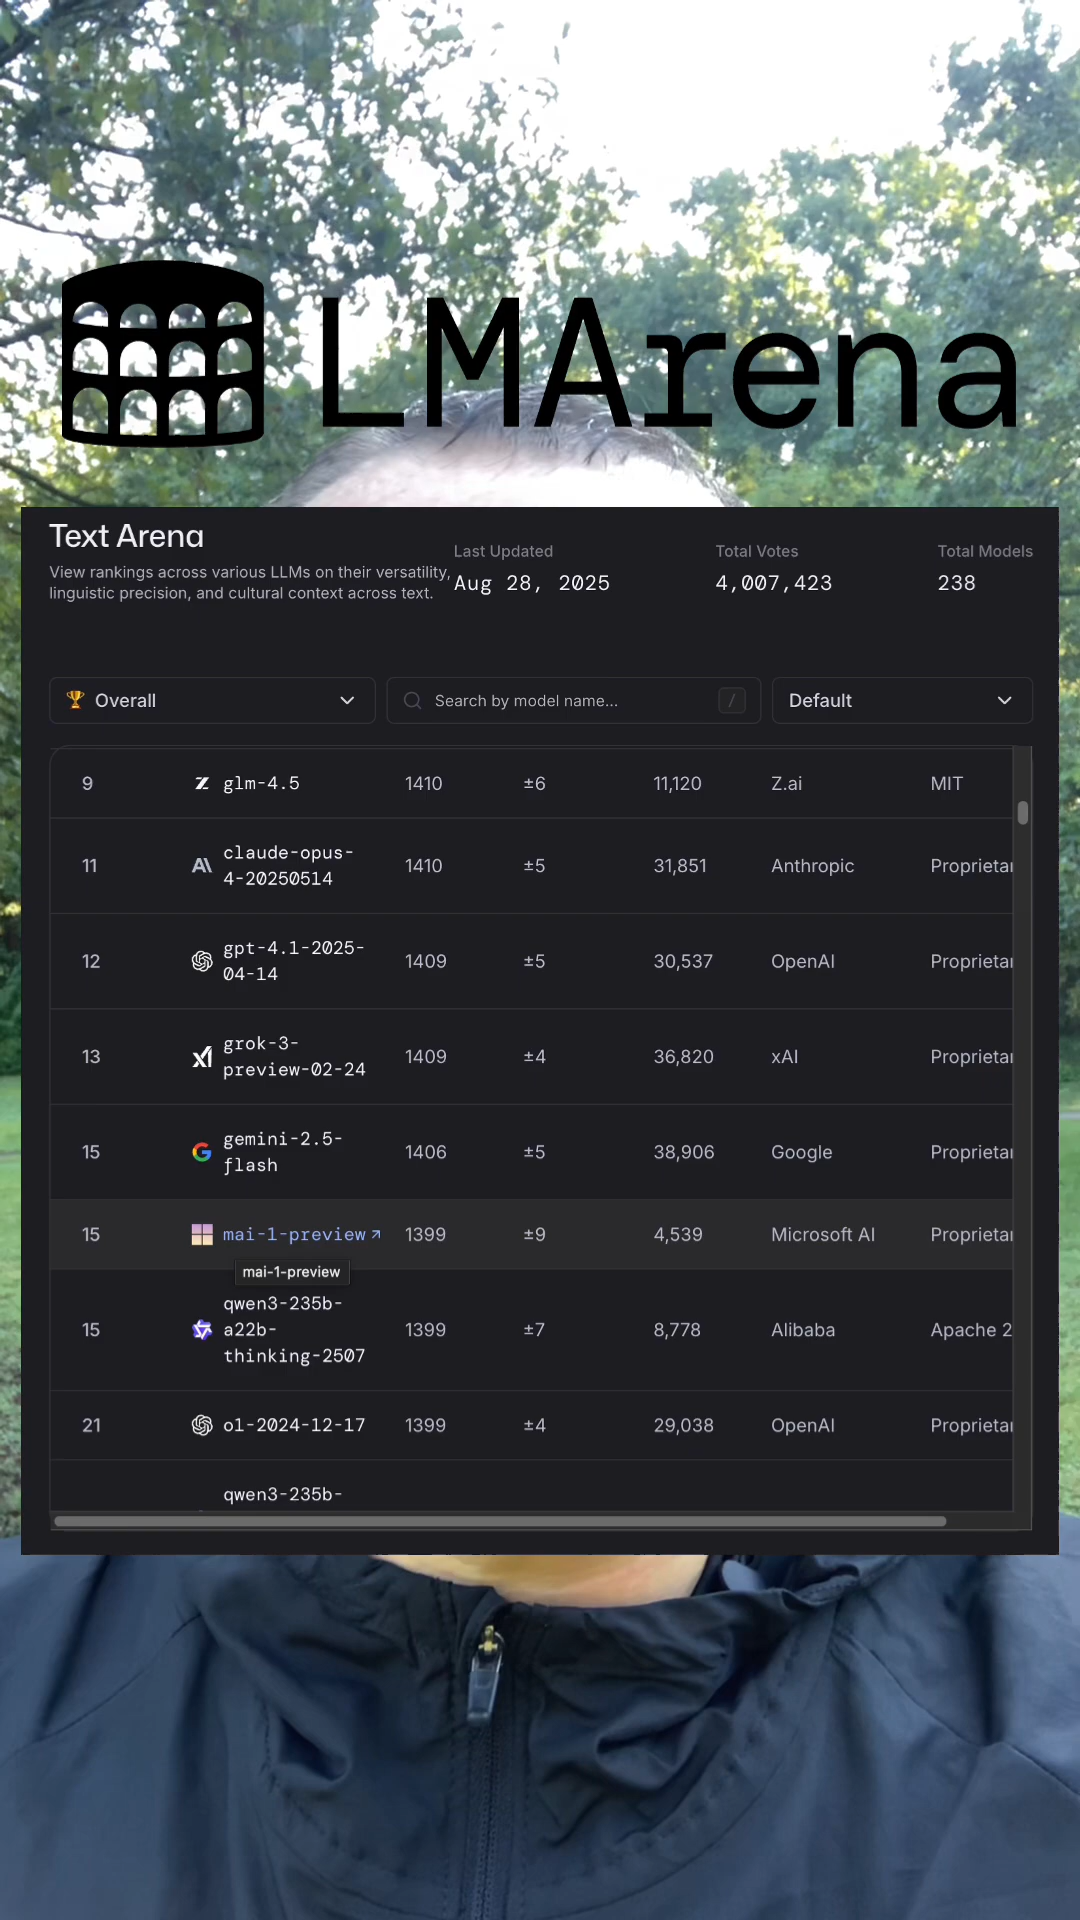 LMArena
Text Arena
View rankings across various LLMs on their versatility,
linguistic precision, and cultural context across text.
Last Updated
Aug 28, 2025
Total Votes
4,007,423
Total Models
238
🏆 Overall
Search by model name... /
Default
9 glm-4.5 1410 ±6 11,120 Z.ai MIT
11 claude-opus-
4-20250514 1410 ±5 31,851 Anthropic Proprietar
12 gpt-4.1-2025-
04-14 1409 ±5 30,537 OpenAI Proprietar
13 grok-3-
preview-02-24 1409 ±4 36,820 xAI Proprietar
15 gemini-2.5-
flash 1406 ±5 38,906 Google Proprietar
15 mai-1-preview 1399 ±9 4,539 Microsoft AI Proprietar
mai-1-preview
15 qwen3-235b-
a22b-
thinking-2507 1399 ±7 8,778 Alibaba Apache 2
21 o1-2024-12-17 1399 ±4 29,038 OpenAI Proprietar
qwen3-235b-